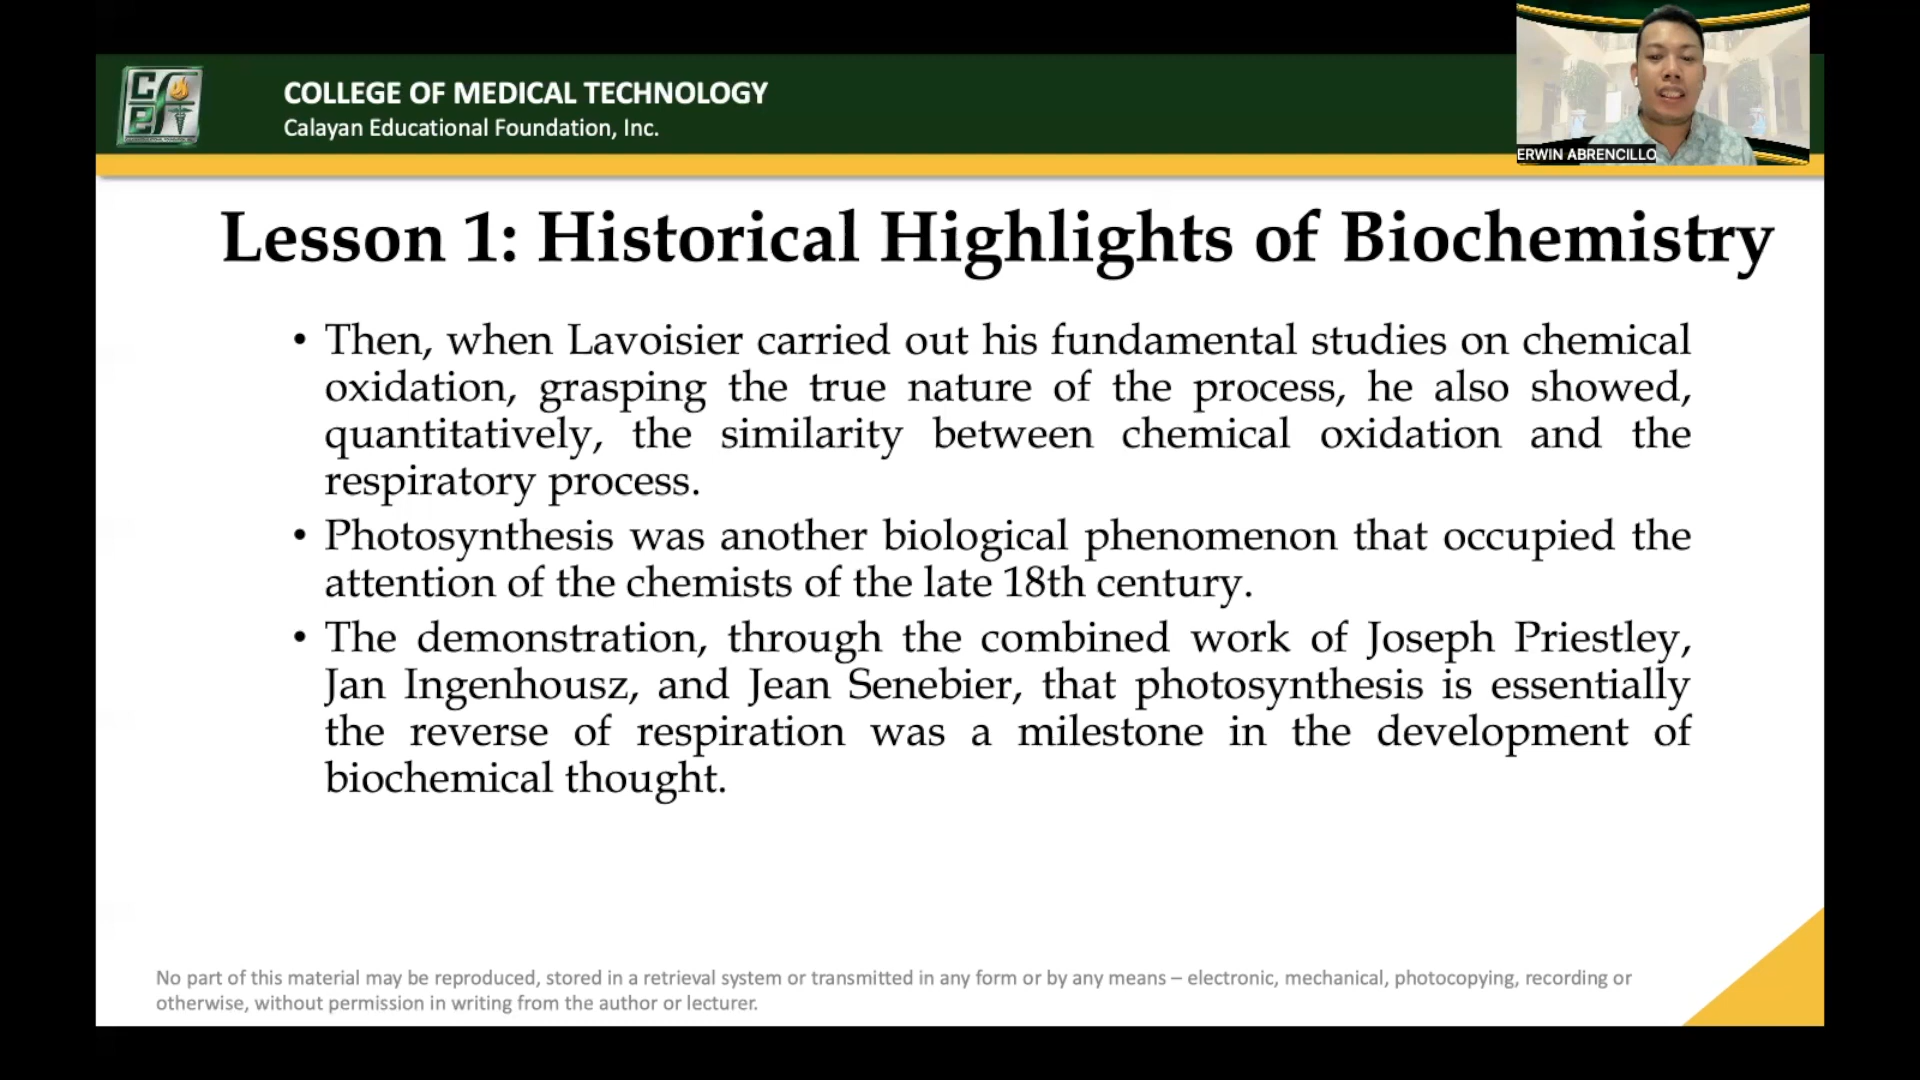 COLLEGE OF MEDICAL TECHNOLOGY
Calayan Educational Foundation, Inc.
ERWIN ABRENCILLO
Lesson 1: Historical Highlights of Biochemistry
• Then, when Lavoisier carried out his fundamental studies on chemical
oxidation, grasping the true nature of the process, he also showed,
quantitatively, the similarity between chemical oxidation and the
respiratory process.
• Photosynthesis was another biological phenomenon that occupied the
attention of the chemists of the late 18th century.
• The demonstration, through the combined work of Joseph Priestley,
Jan Ingenhousz, and Jean Senebier, that photosynthesis is essentially
the reverse of respiration was a milestone in the development of
biochemical thought.
No part of this material may be reproduced, stored in a retrieval system or transmitted in any form or by any means – electronic, mechanical, photocopying, recording or
otherwise, without permission in writing from the author or lecturer.